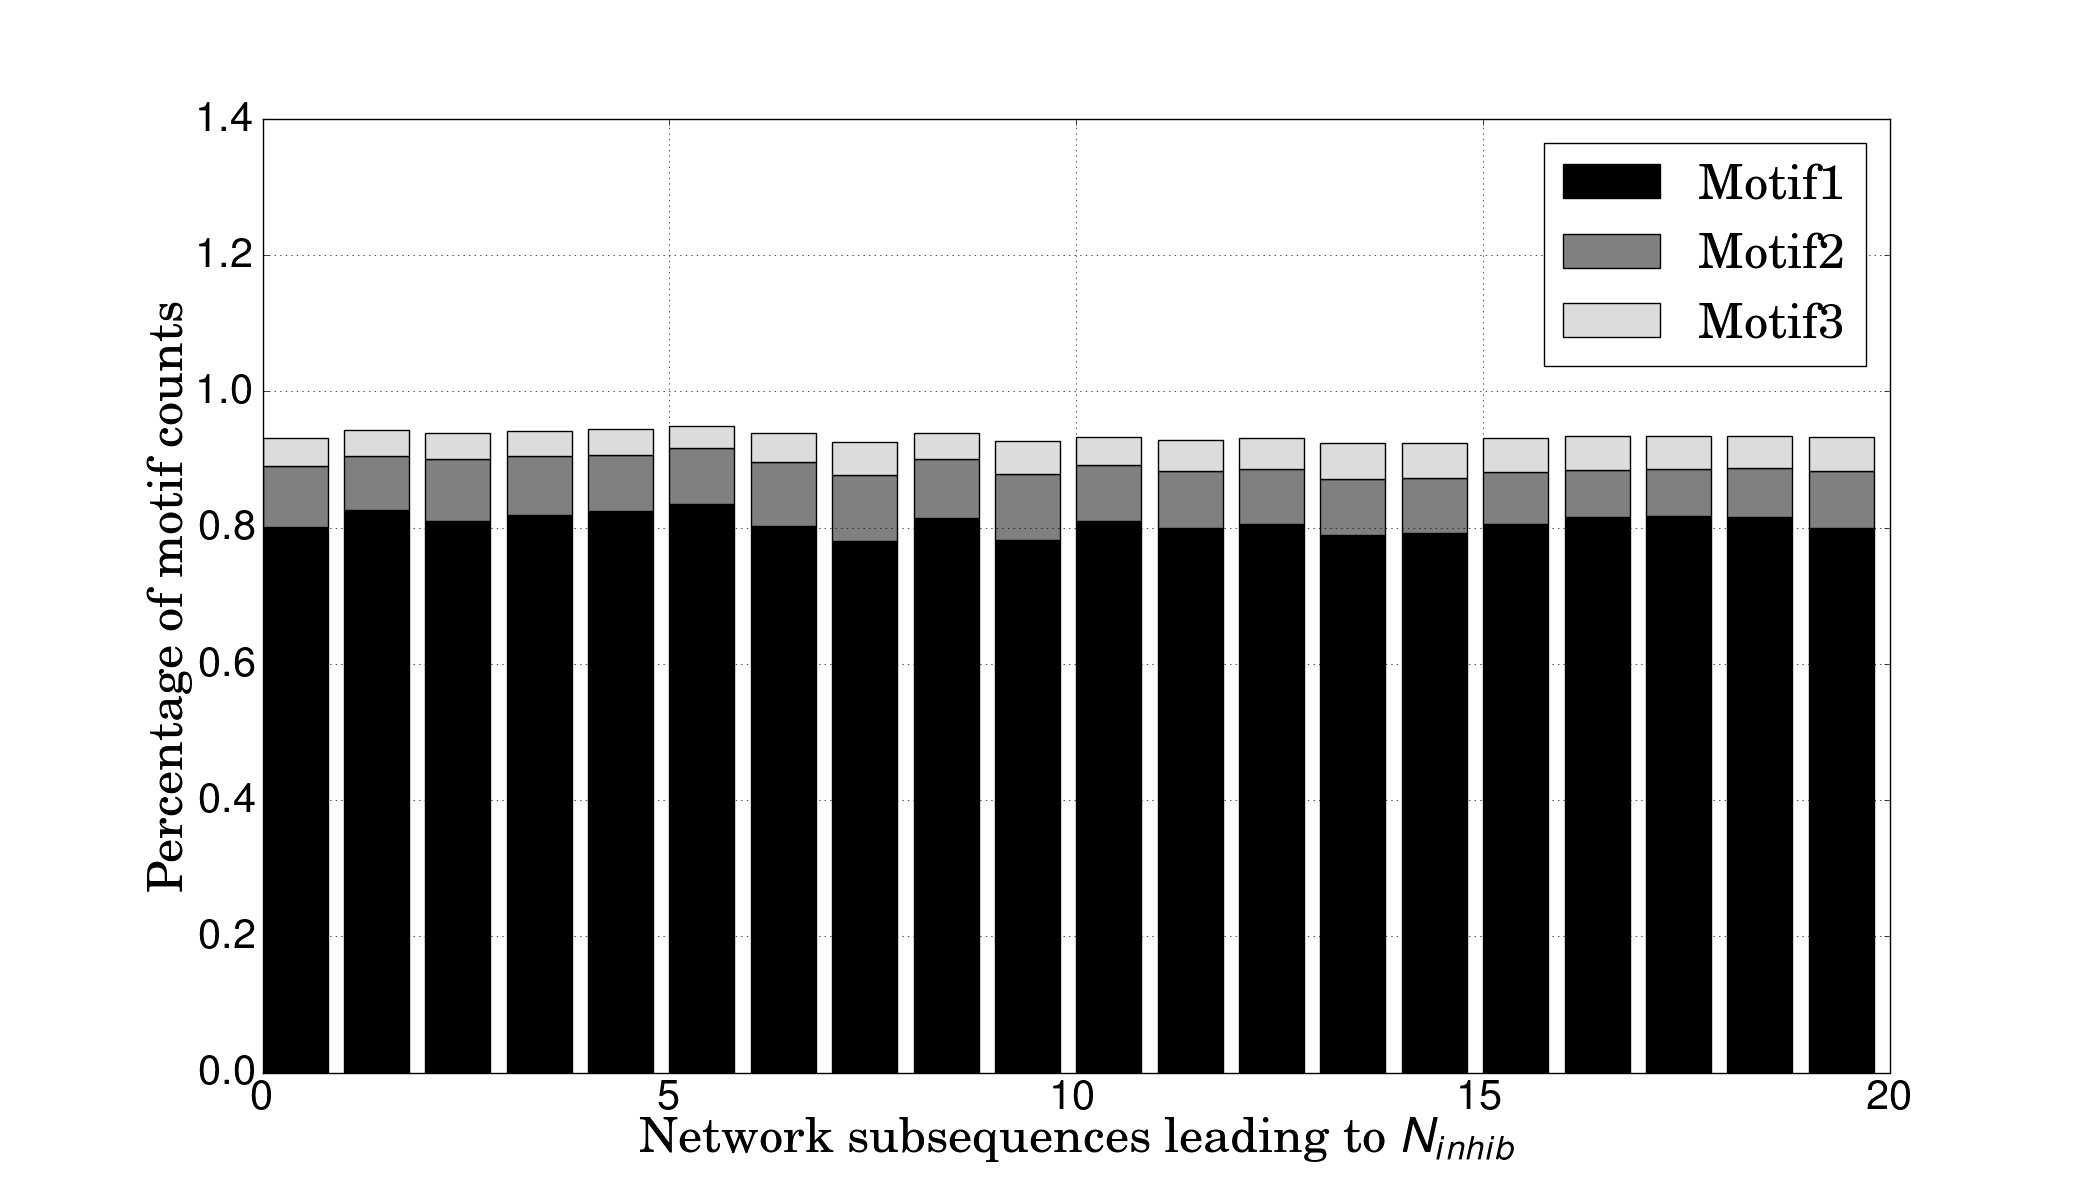 1.4
1.2
1.0
0.8
0.6
0.4
0.2
0.0
Percentage of motif counts
Motif1
Motif2
Motif3
0 5 10 15 20
Network subsequences leading to N_inhib